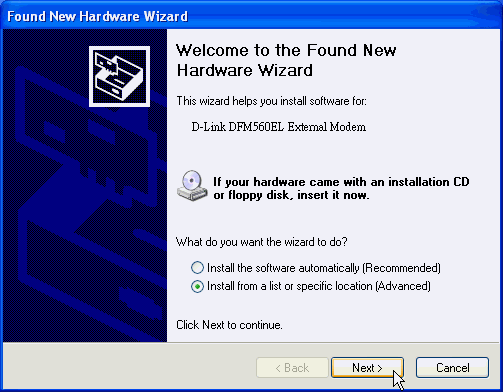 Found New Hardware Wizard
Welcome to the Found New
Hardware Wizard
This wizard helps you install software for:
D-Link DFM560EL External Modem
If your hardware came with an installation CD
or floppy disk, insert it now.
What do you want the wizard to do?
Install the software automatically (Recommended)
Install from a list or specific location (Advanced)
Click Next to continue.
< Back Next > Cancel